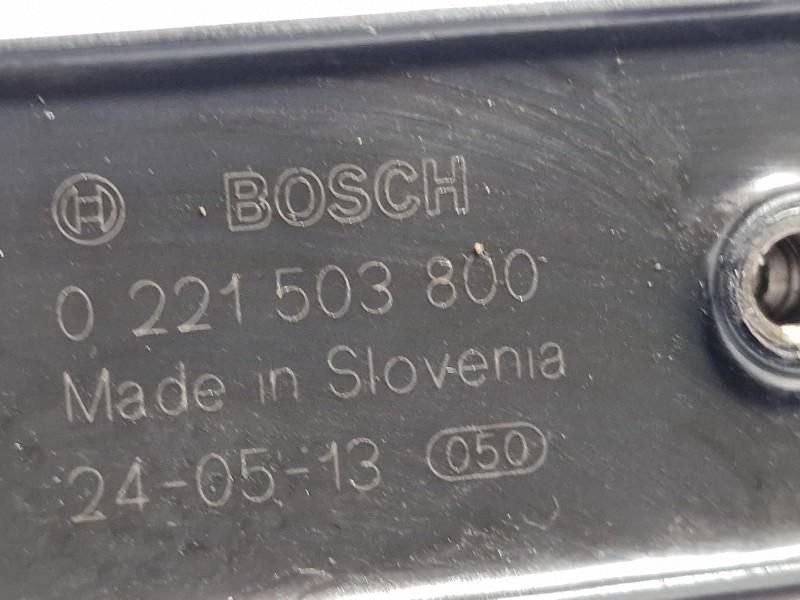 BOSCH
0 221 503 800
Made in Slovenia
24-05-13 050